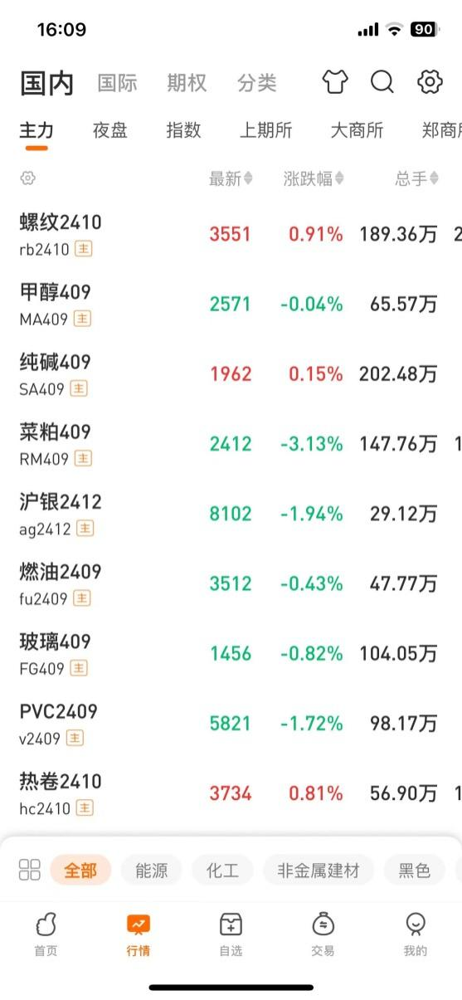 16:09 90
国内 国际 期权 分类
主力 夜盘 指数 上期所 大商所 郑商
最新 涨跌幅 总手
螺纹2410
rb2410 主 3551 0.91% 189.36万 2
甲醇409
MA409 主 2571 -0.04% 65.57万
纯碱409
SA409 主 1962 0.15% 202.48万
菜粕409
RM409 主 2412 -3.13% 147.76万 1
沪银2412
ag2412 主 8102 -1.94% 29.12万
燃油2409
fu2409 主 3512 -0.43% 47.77万
玻璃409
FG409 主 1456 -0.82% 104.05万
PVC2409
v2409 主 5821 -1.72% 98.17万
热卷2410
hc2410 主 3734 0.81% 56.90万 1
全部 能源 化工 非金属建材 黑色
首页 行情 自选 交易 我的